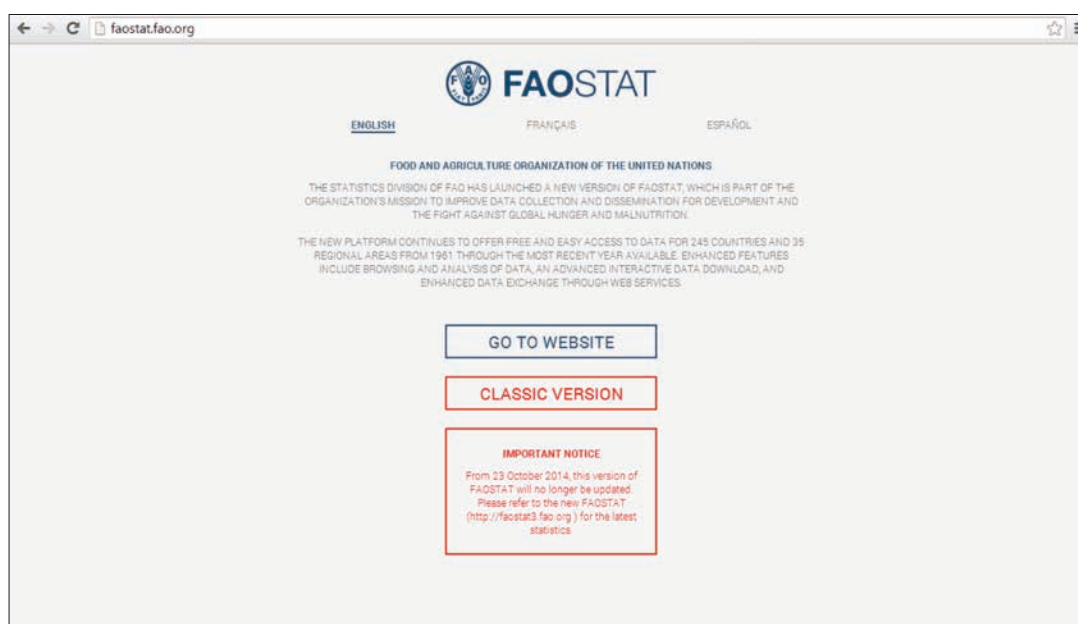 faostat.fao.org
FAOSTAT
ENGLISH FRANÇAIS ESPAÑOL
FOOD AND AGRICULTURE ORGANIZATION OF THE UNITED NATIONS
THE STATISTICS DIVISION OF FAO HAS LAUNCHED A NEW VERSION OF FAOSTAT, WHICH IS PART OF THE
ORGANIZATION'S MISSION TO IMPROVE DATA COLLECTION AND DISSEMINATION FOR DEVELOPMENT AND
THE FIGHT AGAINST GLOBAL HUNGER AND MALNUTRITION.
THE NEW PLATFORM CONTINUES TO OFFER FREE AND EASY ACCESS TO DATA FOR 245 COUNTRIES AND 35
REGIONAL AREAS FROM 1961 THROUGH THE MOST RECENT YEAR AVAILABLE. ENHANCED FEATURES
INCLUDE BROWSING AND ANALYSIS OF DATA, AN ADVANCED INTERACTIVE DATA DOWNLOAD, AND
ENHANCED DATA EXCHANGE THROUGH WEB SERVICES.
GO TO WEBSITE
CLASSIC VERSION
IMPORTANT NOTICE
From 23 October 2014, this version of
FAOSTAT will no longer be updated.
Please refer to the new FAOSTAT
(http://faostat3.fao.org ) for the latest
statistics